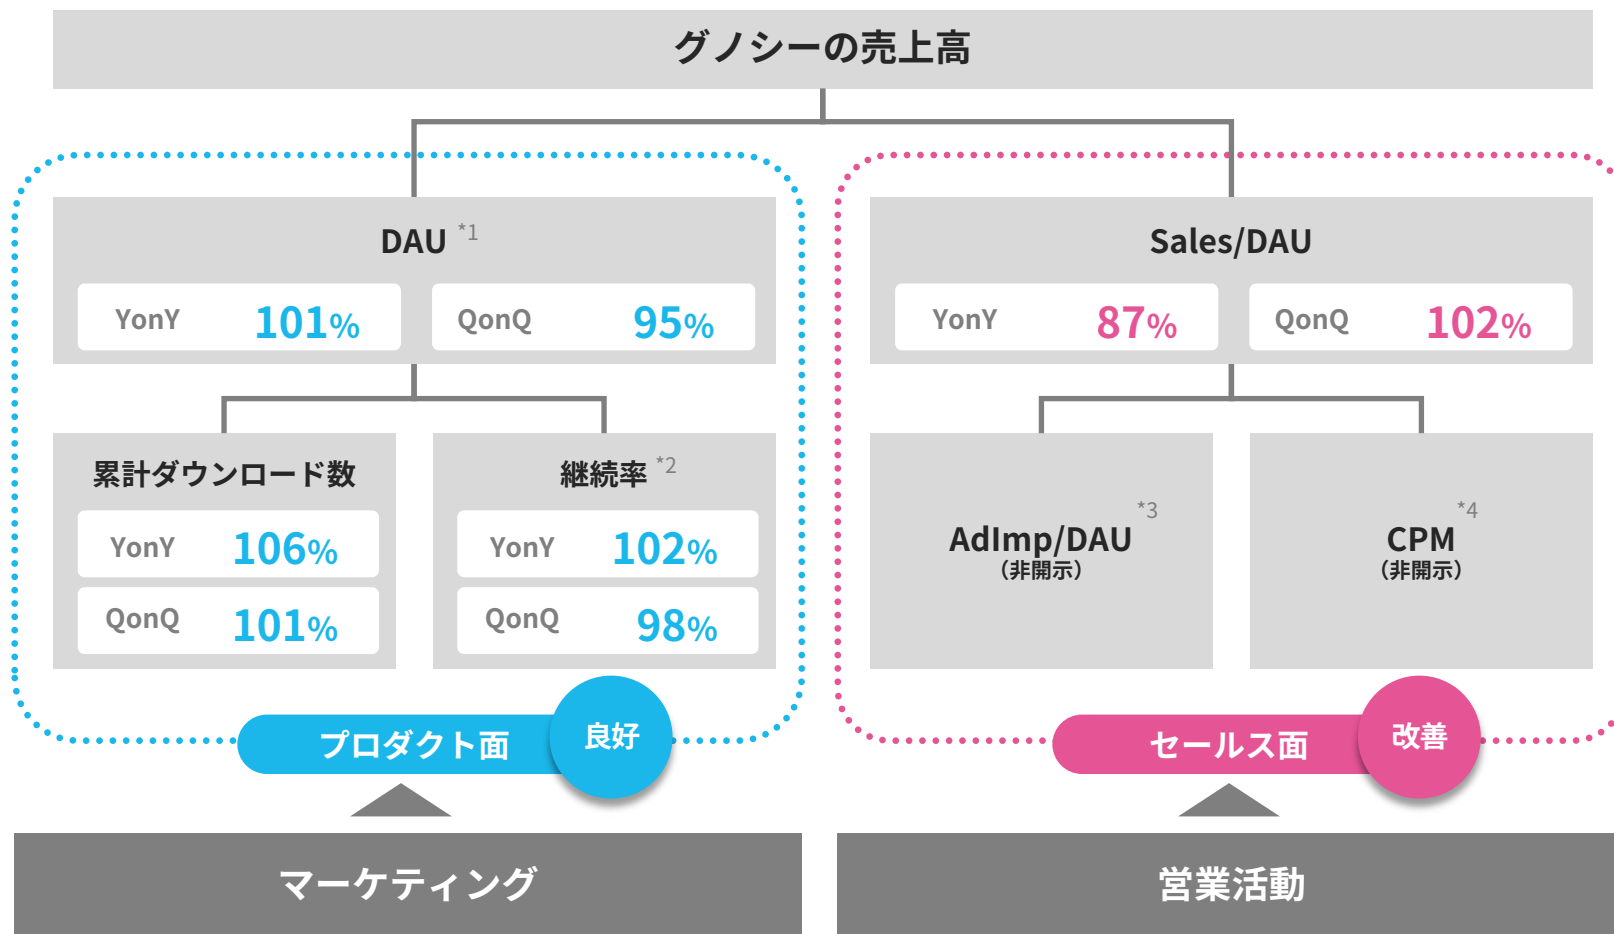 グノシーの売上高
DAU *1
YonY 101%
QonQ 95%
Sales/DAU
YonY 87%
QonQ 102%
累計ダウンロード数
YonY 106%
QonQ 101%
継続率 *2
YonY 102%
QonQ 98%
AdImp/DAU *3
（非開示）
CPM *4
（非開示）
プロダクト面
良好
セールス面
改善
マーケティング
営業活動